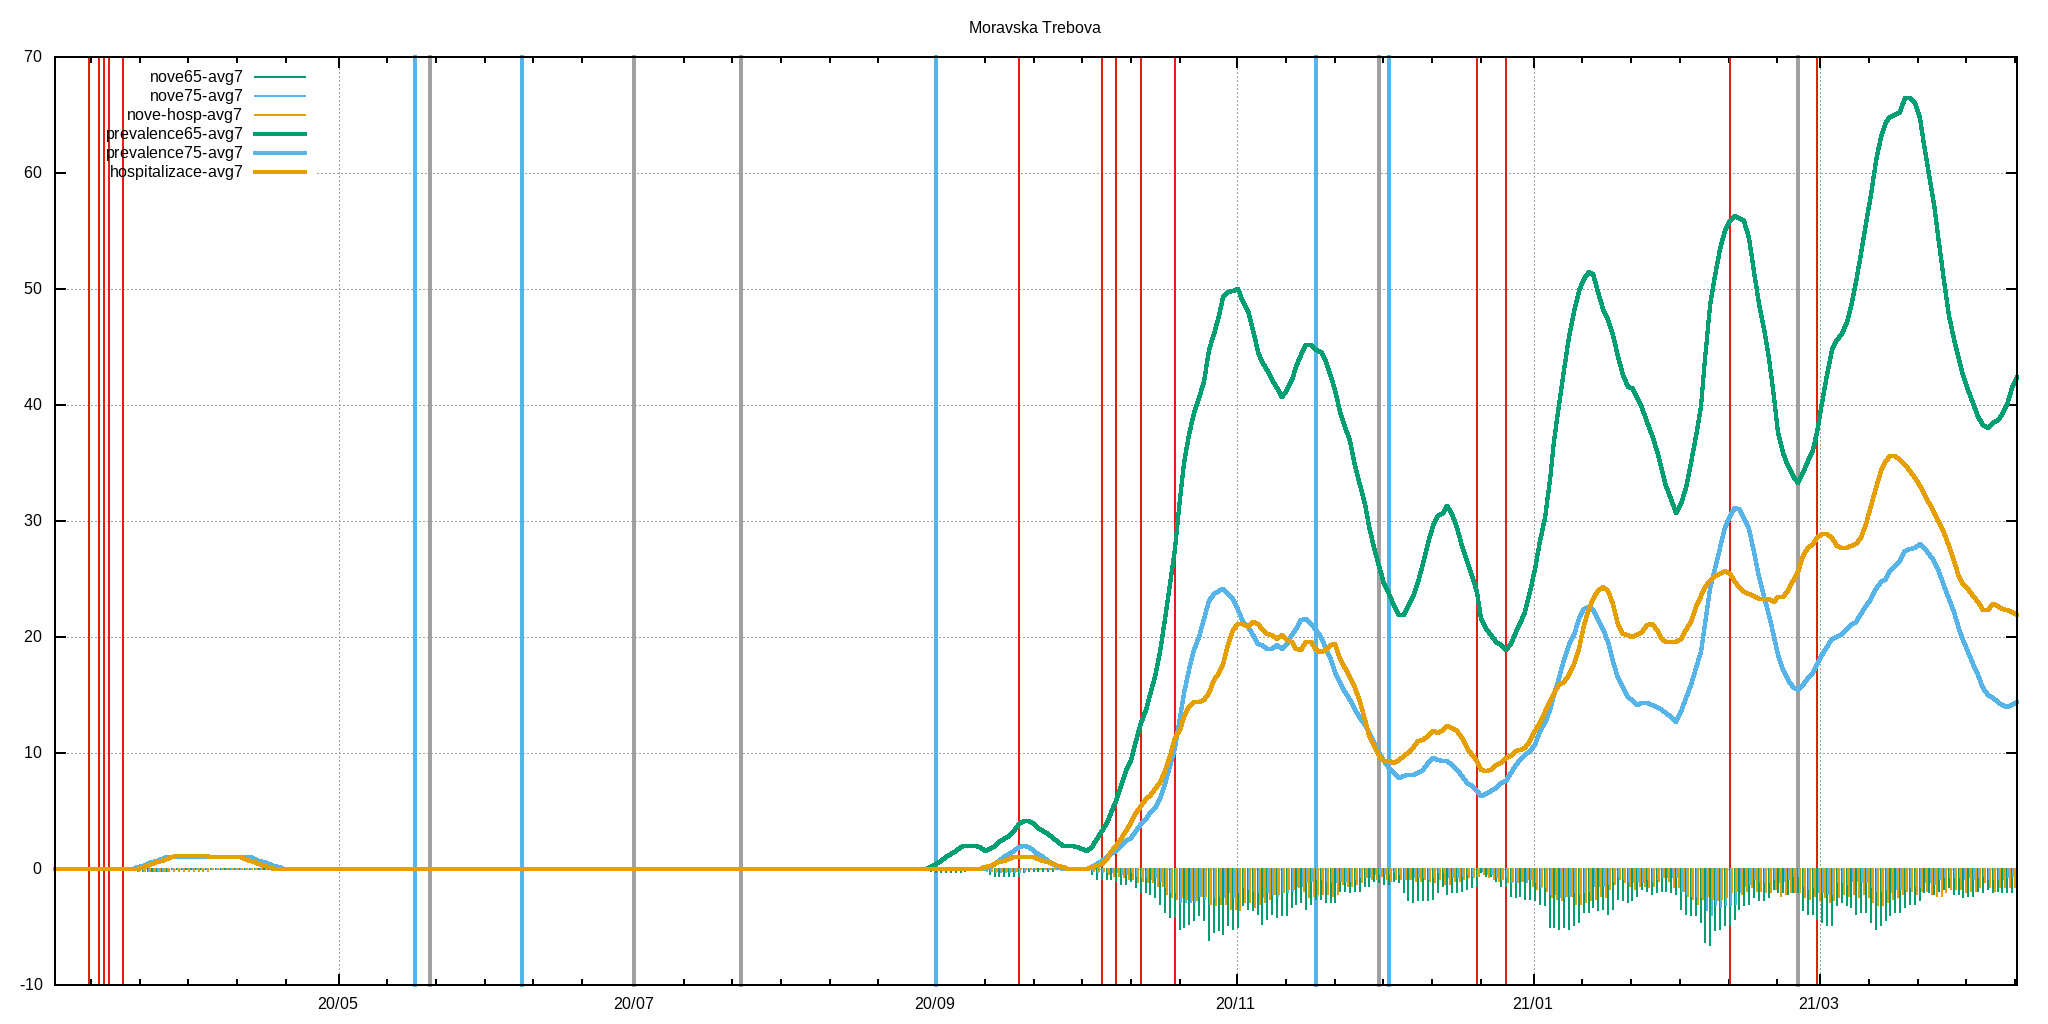 Moravska Trebova
70
nove65-avg7
nove75-avg7
nove-hosp-avg7
prevalence65-avg7
prevalence75-avg7
hospitalizace-avg7
60
50
40
30
20
10
0
-10
20/05 20/07 20/09 20/11 21/01 21/03